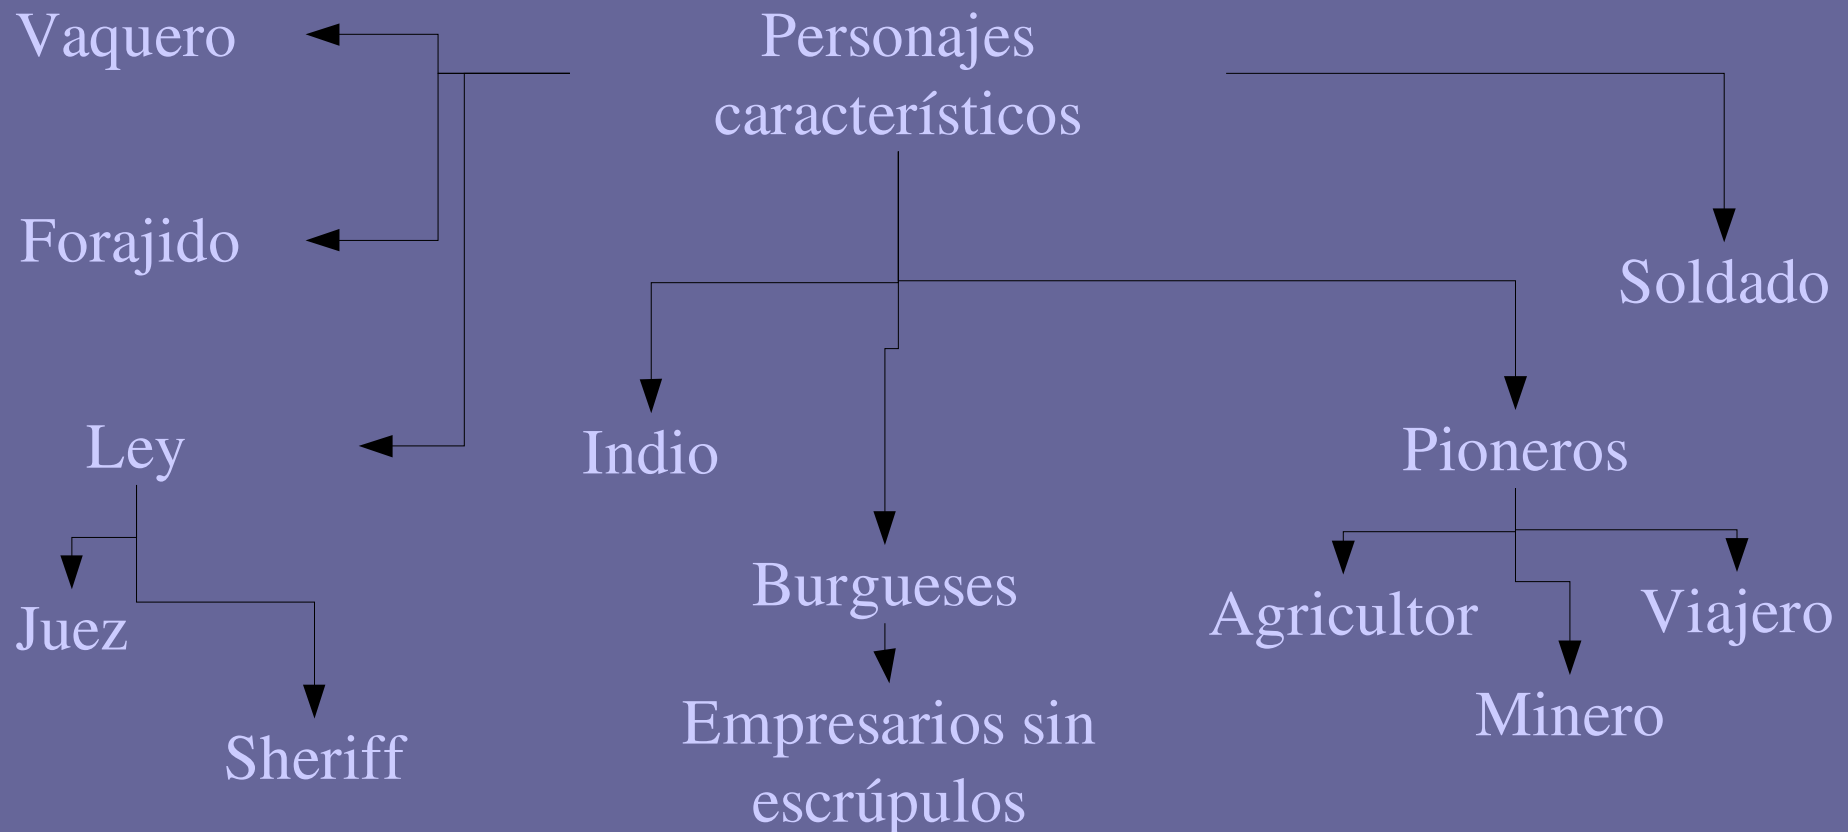 Vaquero
Personajes
característicos
Forajido
Soldado
Ley
Indio
Pioneros
Burgueses
Agricultor
Viajero
Juez
Minero
Empresarios sin
escrúpulos
Sheriff